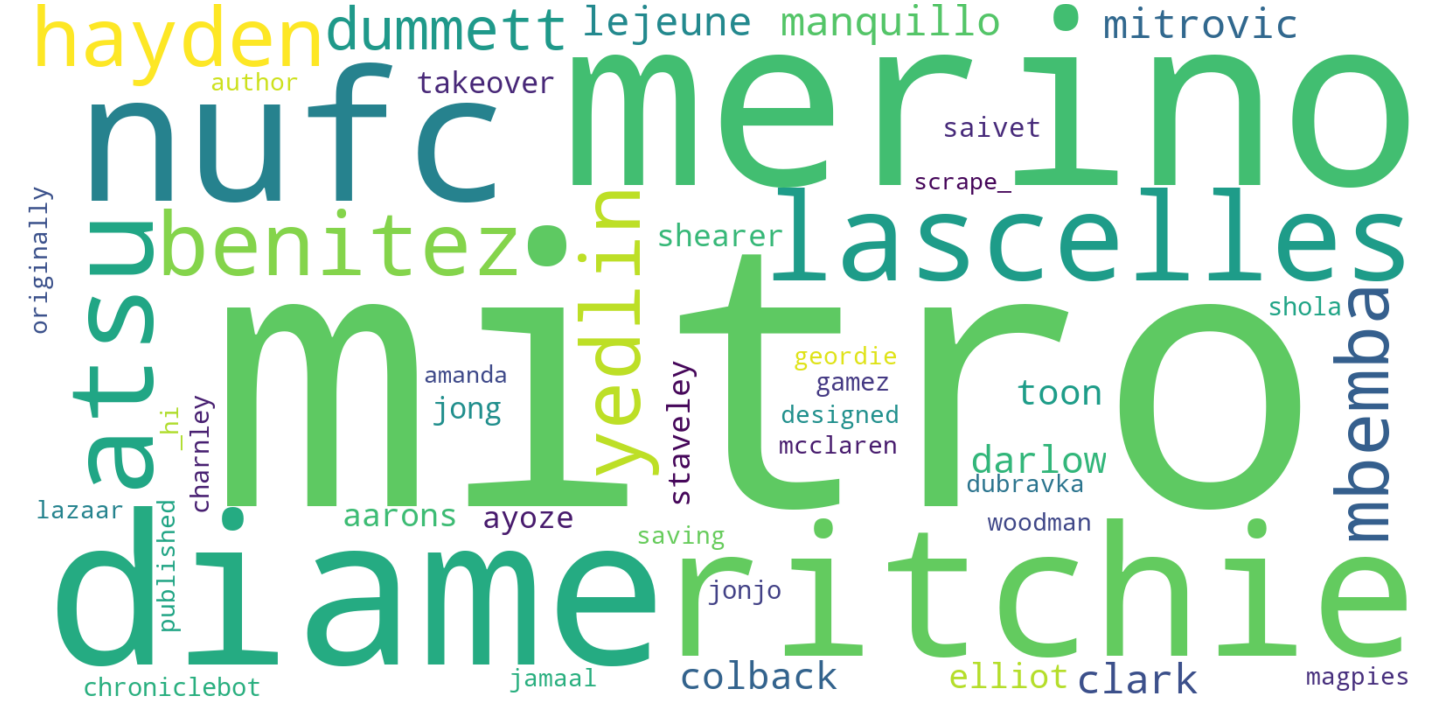 hayden
dummett
lejeune
manquillo
mitrovic
author
takeover
nufc
merino
saivet
scrape_
originally
atsu
benitez
yedlin
shearer
lascelles
mitro
shola
mbemba
geordie
amanda
gamez
jong
toon
designed
_hi
charnley
staveley
mcclaren
darlow
dubravka
lazaar
published
aarons
ayoze
woodman
saving
diame
ritchie
jonjo
chroniclebot
jamaal
colback
elliot
clark
magpies